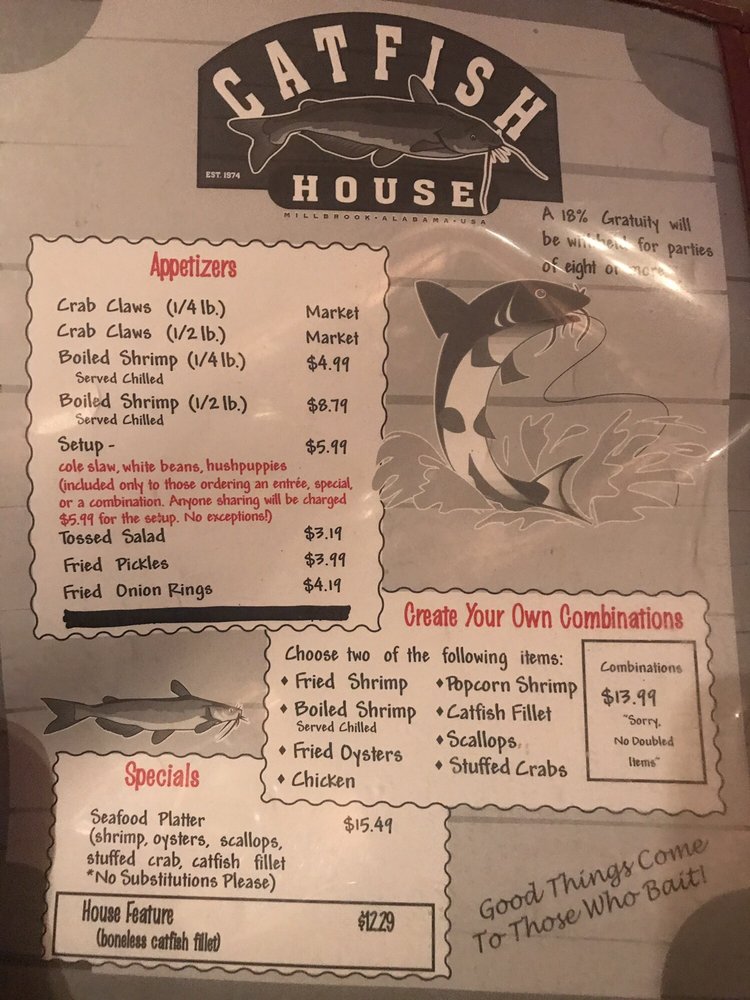 CATFISH
EST. 1974
HOUSE
MILLBROOK • ALABAMA • USA
A 18% Gratuity will
be withheld for parties
of eight or more
Appetizers
Crab Claws (1/4 lb.) Market
Crab Claws (1/2 lb.) Market
Boiled Shrimp (1/4 lb.) $4.99
Served Chilled
Boiled Shrimp (1/2 lb.) $8.79
Served Chilled
Setup - $5.99
cole slaw, white beans, hushpuppies
(included only to those ordering an entrée, special,
or a combination. Anyone sharing will be charged
$5.99 for the setup. No exceptions!)
Tossed Salad $3.19
Fried Pickles $3.99
Fried Onion Rings $4.19
Create Your Own Combinations
Choose two of the following items:
♦ Fried Shrimp
♦ Boiled Shrimp
Served Chilled
♦ Fried Oysters
♦ Chicken
♦ Popcorn Shrimp
♦ Catfish Fillet
♦ Scallops
♦ Stuffed Crabs
Combinations
$13.99
"Sorry,
No Doubled
Items"
Specials
Seafood Platter $15.49
(shrimp, oysters, scallops,
stuffed crab, catfish fillet
*No Substitutions Please)
House Feature $12.29
(boneless catfish fillet)
Good Things Come
To Those Who Bait!